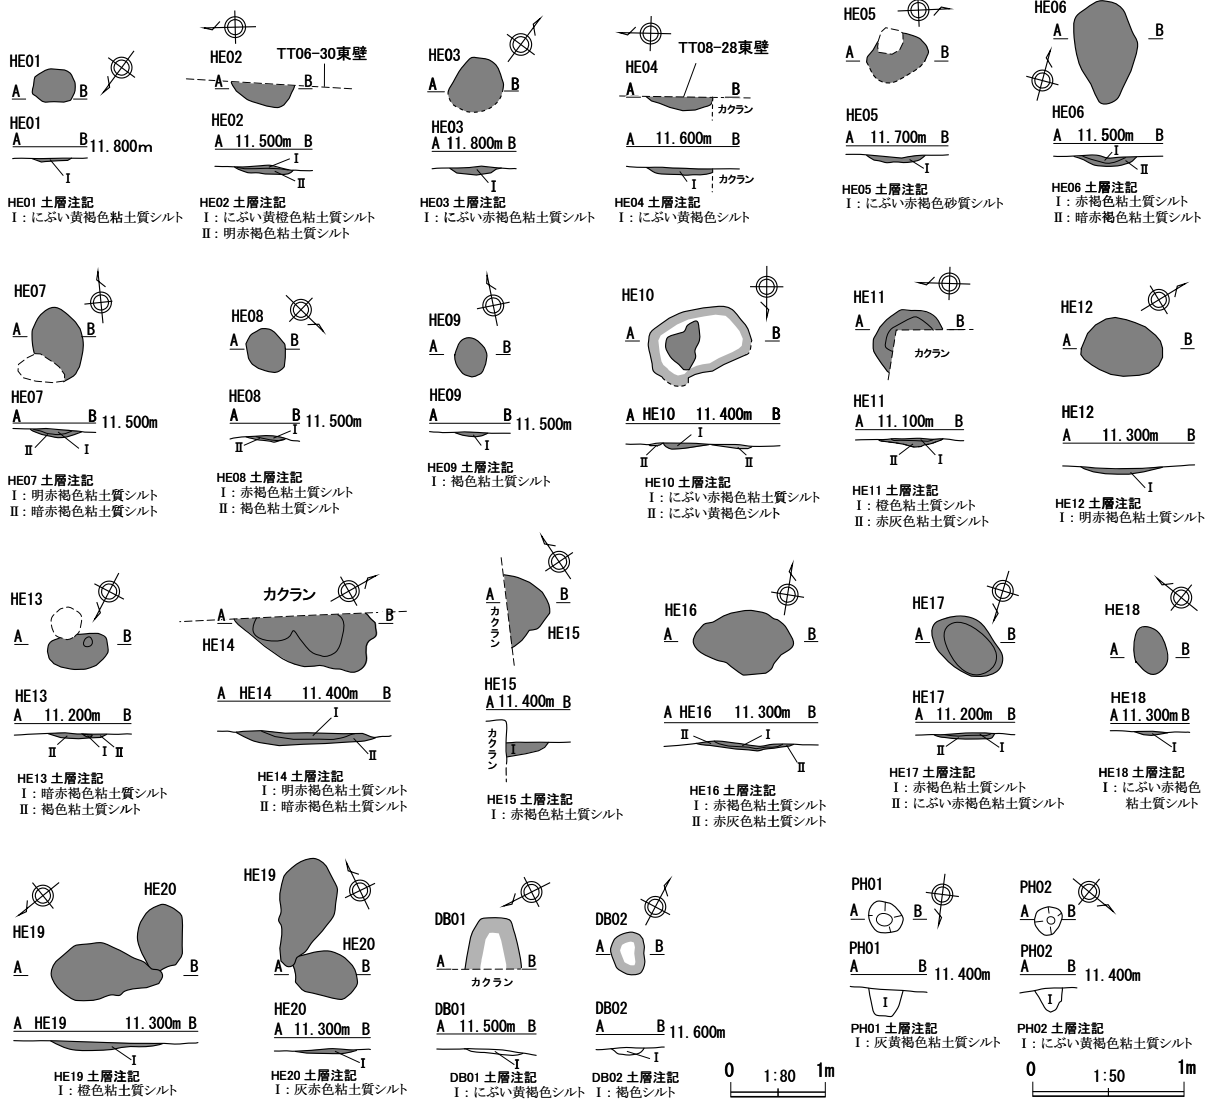 HE01
A B
HE01
A B 11.800m
I
HE01 土層注記
I：にぶい黄褐色粘土質シルト
TT06-30東壁
HE02
A B
HE02
A 11.500m B
I
II
HE02 土層注記
I：にぶい黄橙色粘土質シルト
II：明赤褐色粘土質シルト
HE03
A B
HE03
A 11.800m B
I
HE03 土層注記
I：にぶい赤褐色粘土質シルト
TT08-28東壁
HE04
A B
カクラン
A 11.600m B
I カクラン
HE04 土層注記
I：にぶい黄褐色
HE05
A B
HE05
A 11.700m B
I
HE05 土層注記
I：にぶい赤褐色砂質シルト
HE06
A B
HE06
A 11.500m B
I
II
HE06 土層注記
I：赤褐色粘土質シルト
II：暗赤褐色粘土質シルト
HE07
A B
HE07
A B 11.500m
II I
HE07 土層注記
I：明赤褐色粘土質シルト
II：暗赤褐色粘土質シルト
HE08
A B
HE08
A B 11.500m
II I
HE08 土層注記
I：赤褐色粘土質シルト
II：褐色粘土質シルト
HE09
A B
HE09
A B 11.500m
I
HE09 土層注記
I：褐色粘土質シルト
HE10
A B
A HE10 11.400m B
I
II II
HE10 土層注記
I：にぶい赤褐色粘土質シルト
II：にぶい黄褐色
HE11
A B
カクラン
HE11
A 11.100m B
II I
HE11 土層注記
I：橙色粘土質シルト
II：赤灰色粘土質シルト
HE12
A B
HE12
A 11.300m B
I
HE12 土層注記
I：明赤褐色粘土質シルト
HE13
A B
HE13
A 11.200m B
II I II
HE13 土層注記
I：暗赤褐色粘土質シルト
II：褐色粘土質シルト
カクラン
A B
HE14
A HE14 11.400m B
I
II
HE14 土層注記
I：明赤褐色粘土質シルト
II：暗赤褐色粘土質シルト
A B
カクラン
HE15
HE15
A 11.400m B
カクラン
I
HE15 土層注記
I：赤褐色粘土質シルト
HE16
A B
A HE16 11.300m B
II I
II
HE16 土層注記
I：赤褐色粘土質シルト
II：赤灰色粘土質シルト
HE17
A B
HE17
A 11.200m B
II I
HE17 土層注記
I：赤褐色粘土質シルト
II：にぶい赤褐色粘土質シルト
HE18
A B
HE18
A 11.300m B
I
HE18 土層注記
I：にぶい赤褐色
粘土質シルト
HE20
HE19
A B
A HE19 11.300m B
I
HE19 土層注記
I：橙色粘土質シルト
HE19
HE20
A B
HE20
A 11.300m B
I
HE20 土層注記
I：灰赤色粘土質シルト
DB01
A B
カクラン
DB01
A 11.500m B
I
DB01 土層注記
I：にぶい黄褐色シルト
DB02
A B
DB02
A B 11.600m
I
DB02 土層注記
I：褐色シルト
0 1:80 1m
PH01
A B
PH01
A B 11.400m
I
PH01 土層注記
I：灰黄褐色粘土質シルト
PH02
A B
PH02
A B 11.400m
I
PH02 土層注記
I：にぶい黄褐色粘土質シルト
0 1:50 1m